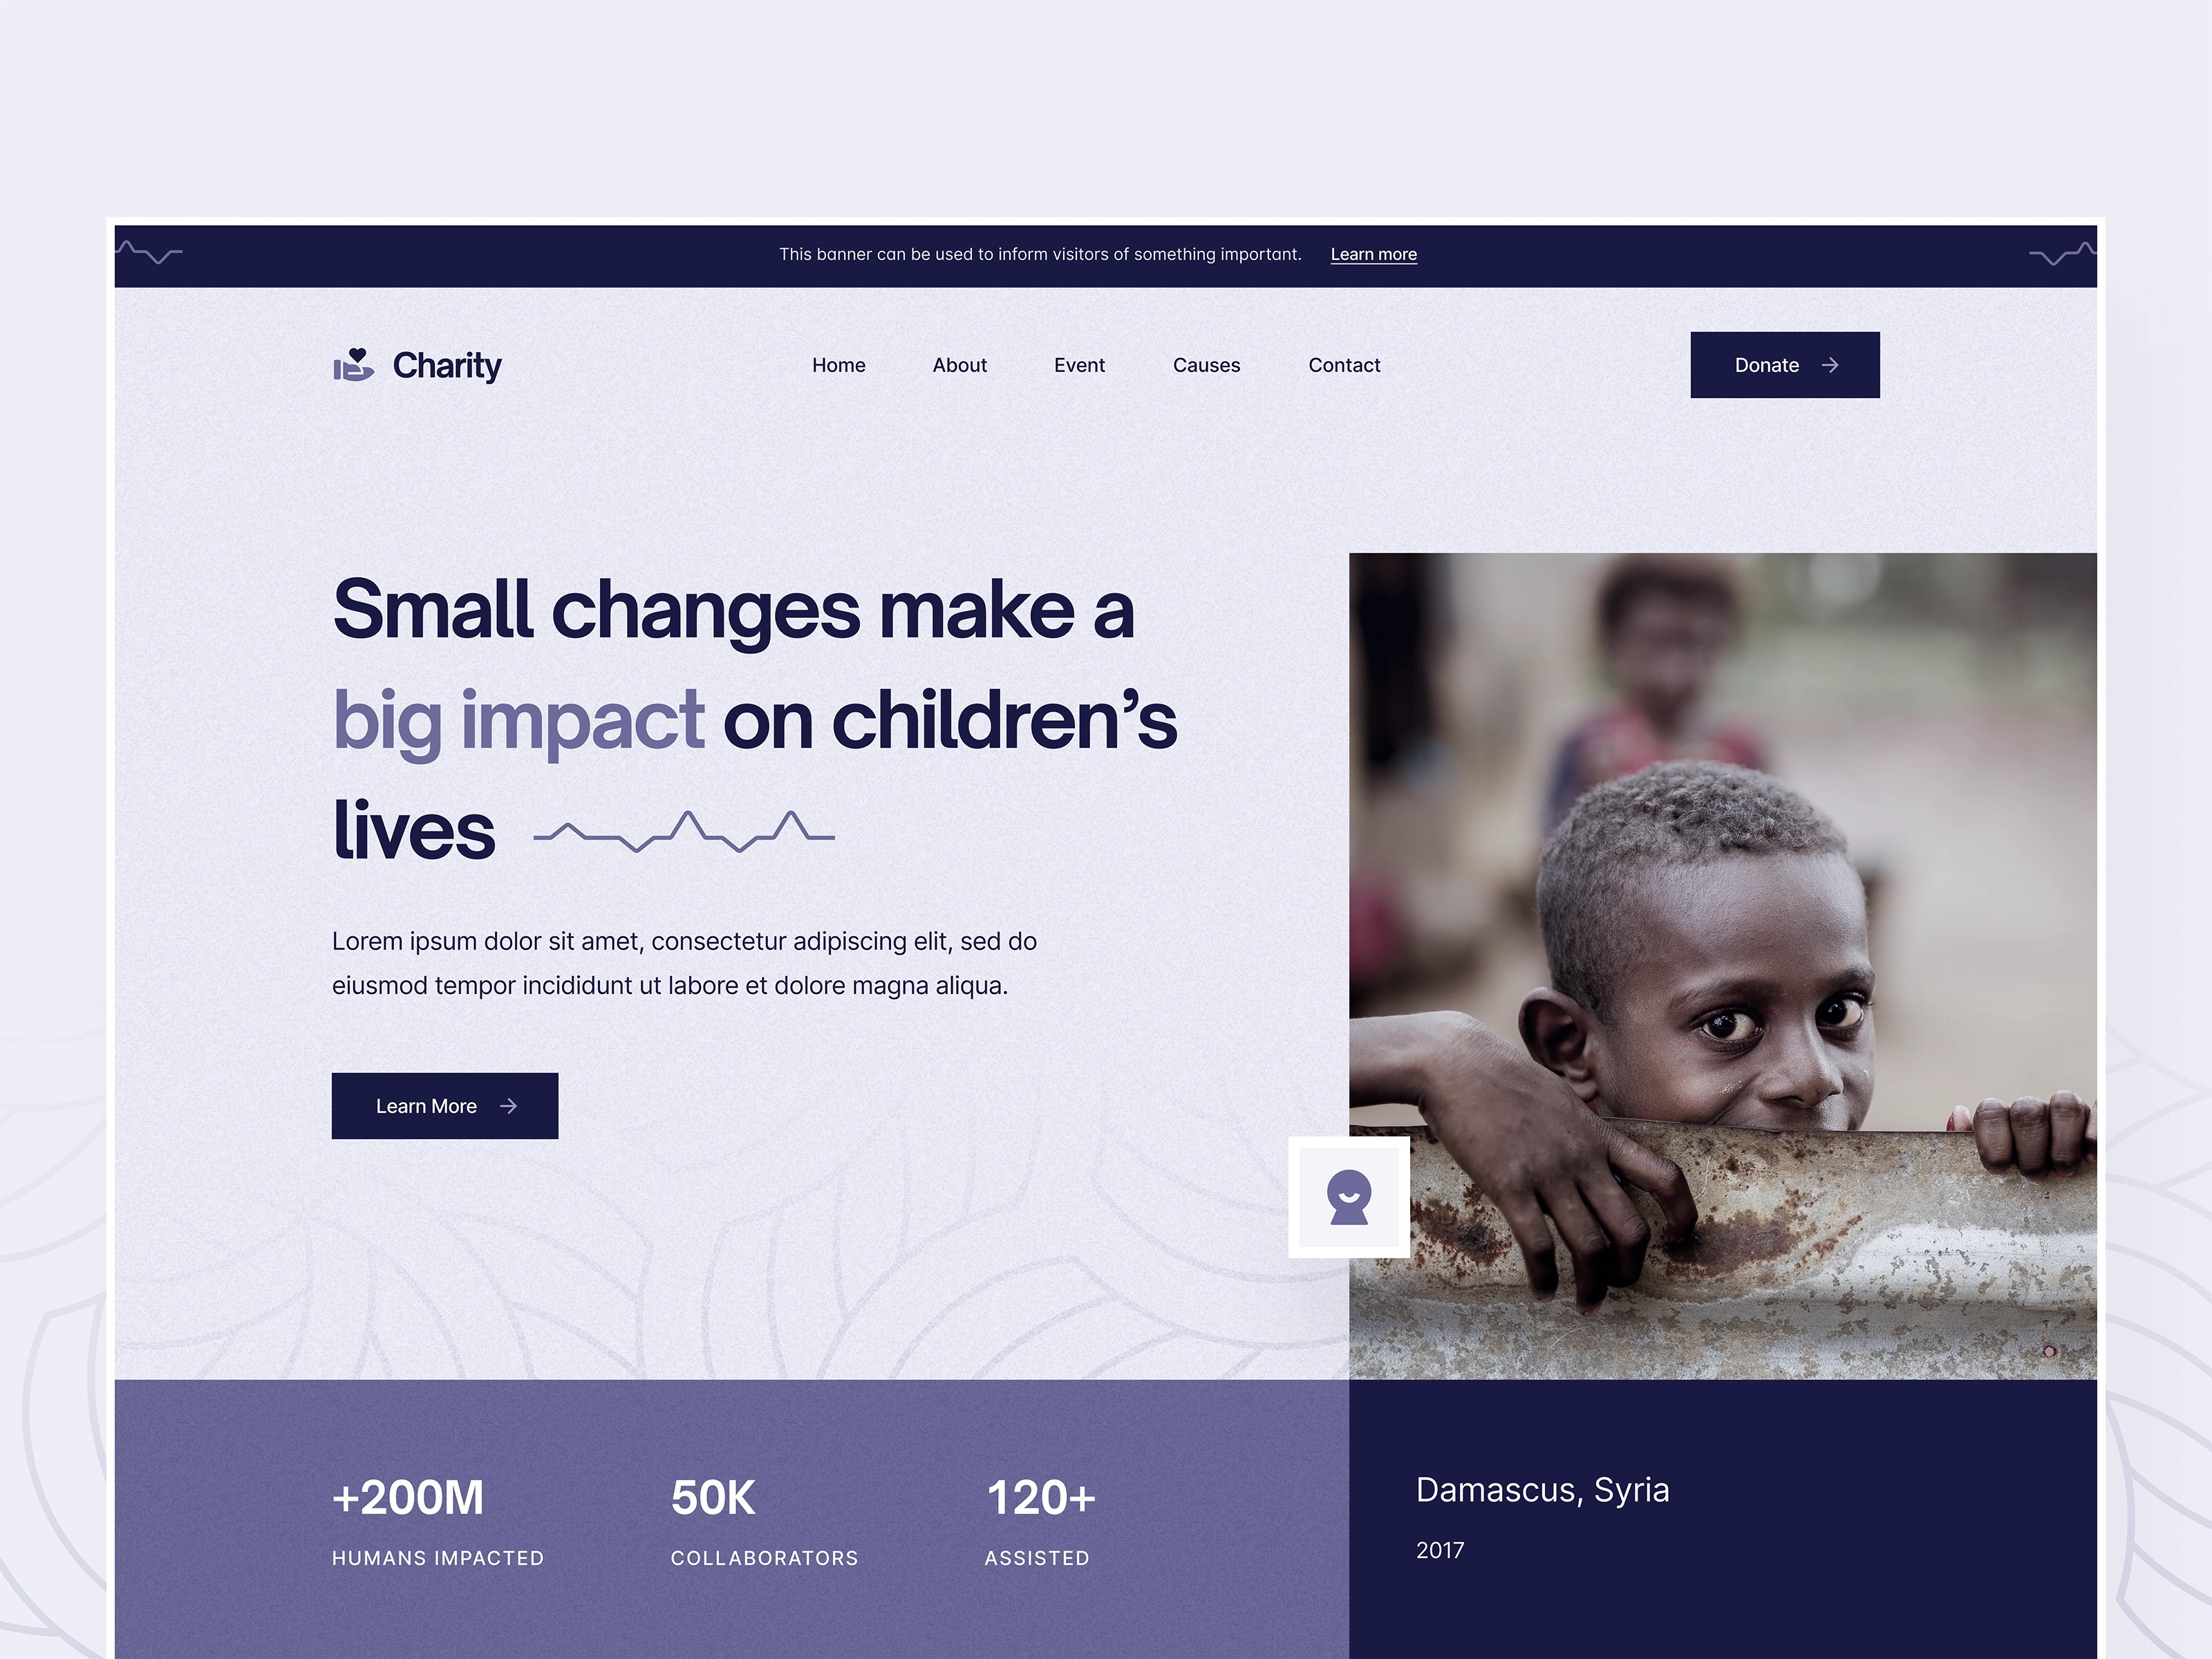 This banner can be used to inform visitors of something important. Learn more
Charity
Home About Event Causes Contact
Donate
Small changes make a
big impact on children’s
lives
Lorem ipsum dolor sit amet, consectetur adipiscing elit, sed do
eiusmod tempor incididunt ut labore et dolore magna aliqua.
Learn More
+200M
HUMANS IMPACTED
50K
COLLABORATORS
120+
ASSISTED
Damascus, Syria
2017